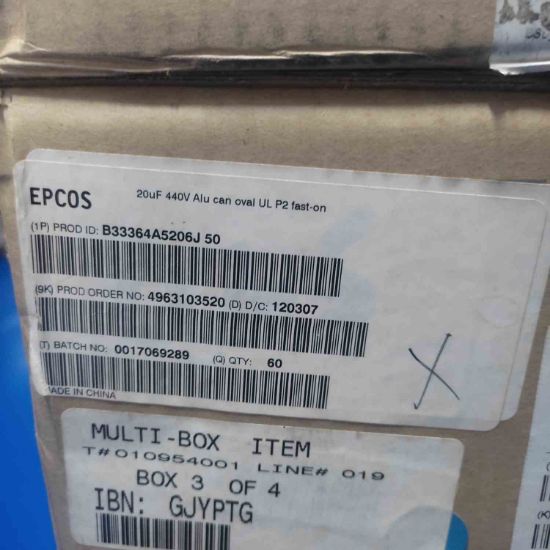 EPCOS 20uF 440V Alu can oval UL P2 fast-on
(1P) PROD ID: B33364A5206J 50
(9K) PROD ORDER NO: 4963103520 (D) D/C: 120307
(T) BATCH NO: 0017069289 (Q) QTY: 60
MADE IN CHINA
MULTI-BOX ITEM
T#010954001 LINE# 019
BOX 3 OF 4
IBN: GJYPTG